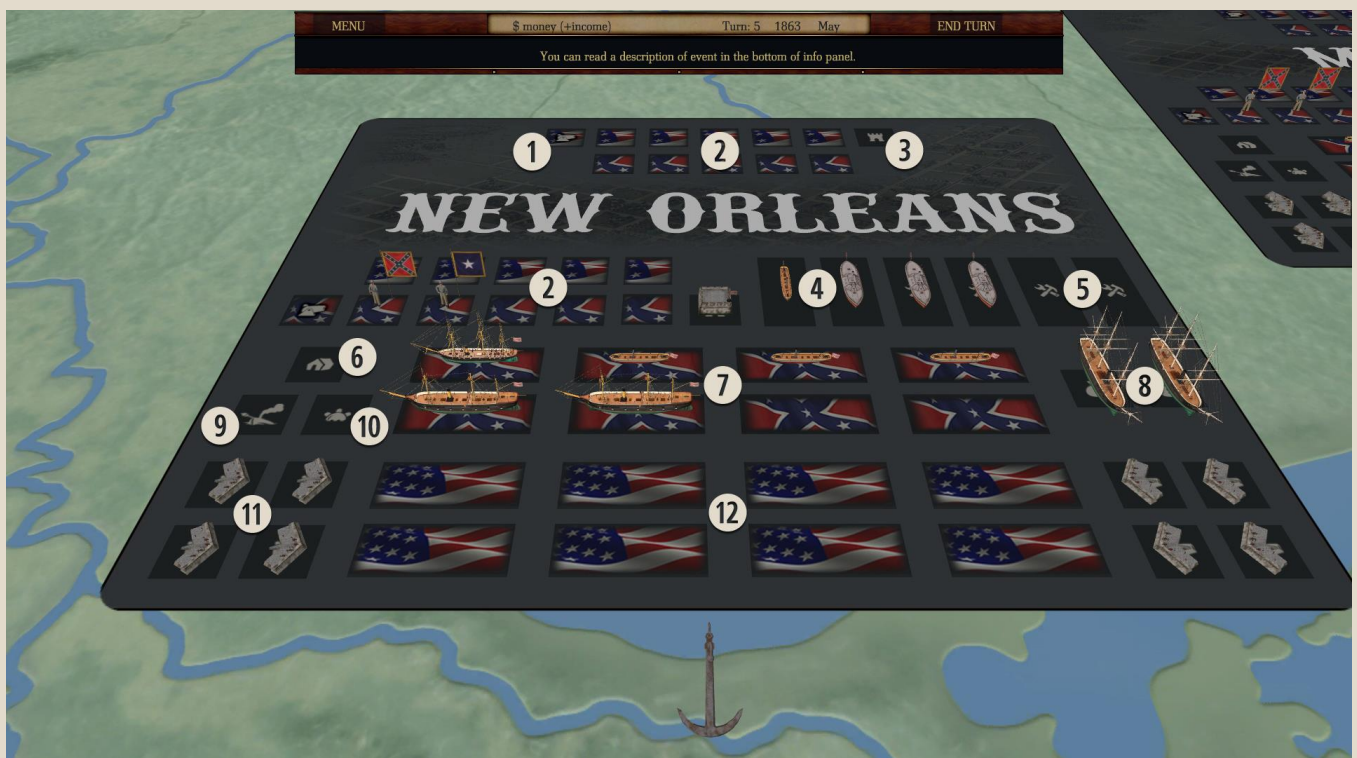 MENU $ money (+income) Turn: 5 1863 May END TURN
You can read a description of event in the bottom of info panel.
M
1 2 3
NEW ORLEANS
2 4 5
6 7 8
9 10
11 12